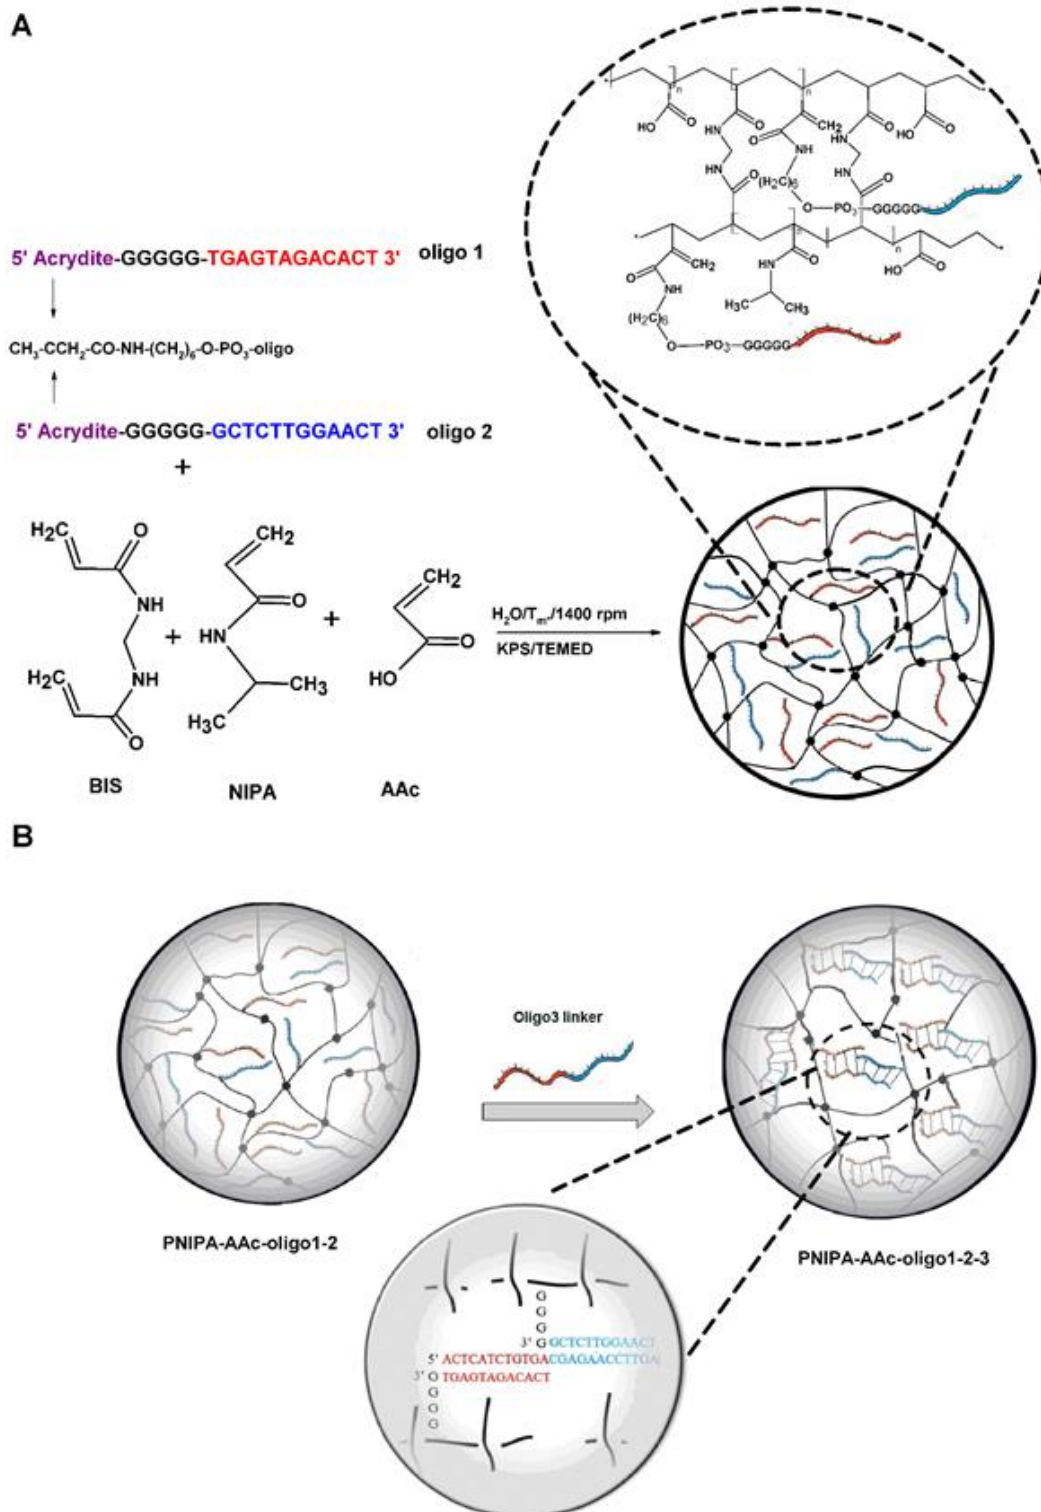 A
5' Acrydite-GGGGG-TGAGTAGACACT 3' oligo 1
CH3-CCH2-CO-NH-(CH2)6-O-PO3-oligo
5' Acrydite-GGGGG-GCTCTTGGAACT 3' oligo 2
+
H2C
O
NH
NH
H2C
O
BIS
+
CH2
O
HN
CH3
H3C
NIPA
+
CH2
O
HO
AAc
H2O/Tm/1400 rpm
KPS/TEMED
n
n
HO
O
HN
O
O
CH2
HN
O
HO
O
NH
NH
HN
O
(H2C)6
O
O
PO3
GGGGG
n
O
CH2
NH
HN
O
HO
O
H3C
CH3
(H2C)6
O
PO3
GGGGG
B
Oligo3 linker
PNIPA-AAc-oligo1-2
PNIPA-AAc-oligo1-2-3
G
G
G
3' G GCTCTTGGAACT
5' ACTCATCTGTGACGAGAACCTTGA
3' G TGAGTAGACACT
G
G
G